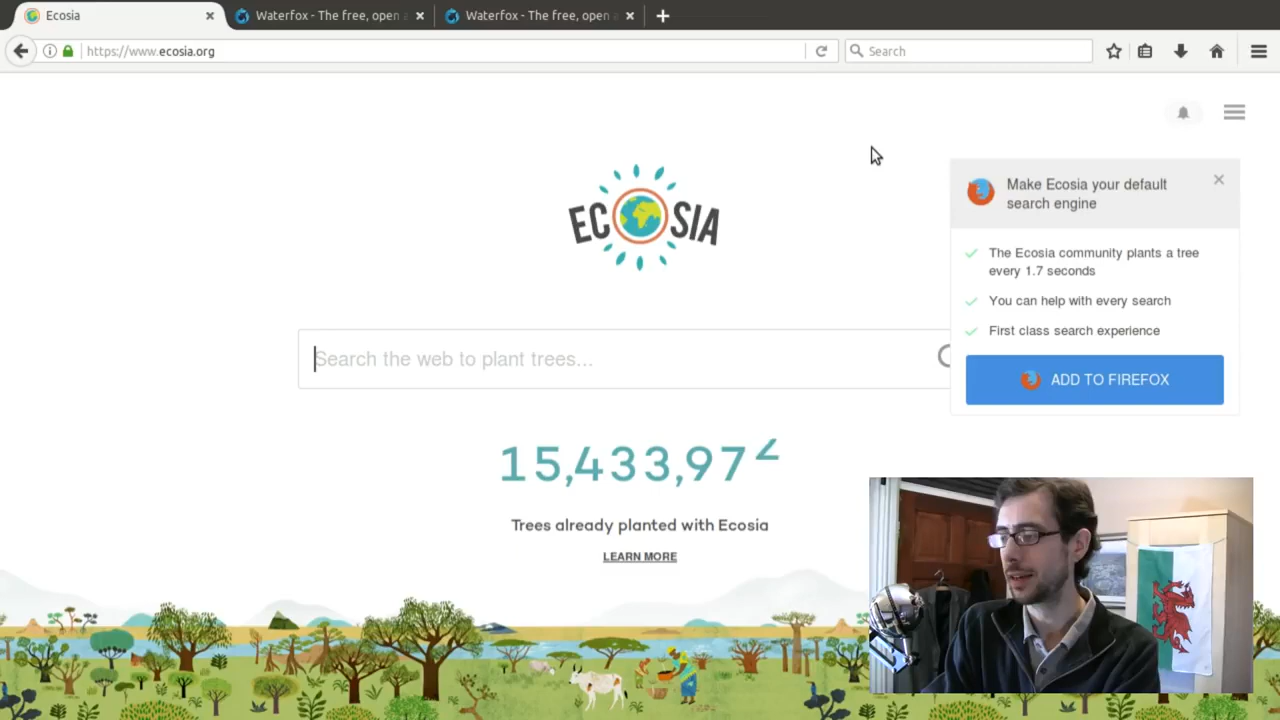 Ecosia
Waterfox - The free, open
Waterfox - The free, open
https://www.ecosia.org
Search
ECOSIA
Make Ecosia your default
search engine
The Ecosia community plants a tree
every 1.7 seconds
You can help with every search
First class search experience
ADD TO FIREFOX
Search the web to plant trees...
15,433,97
Trees already planted with Ecosia
LEARN MORE